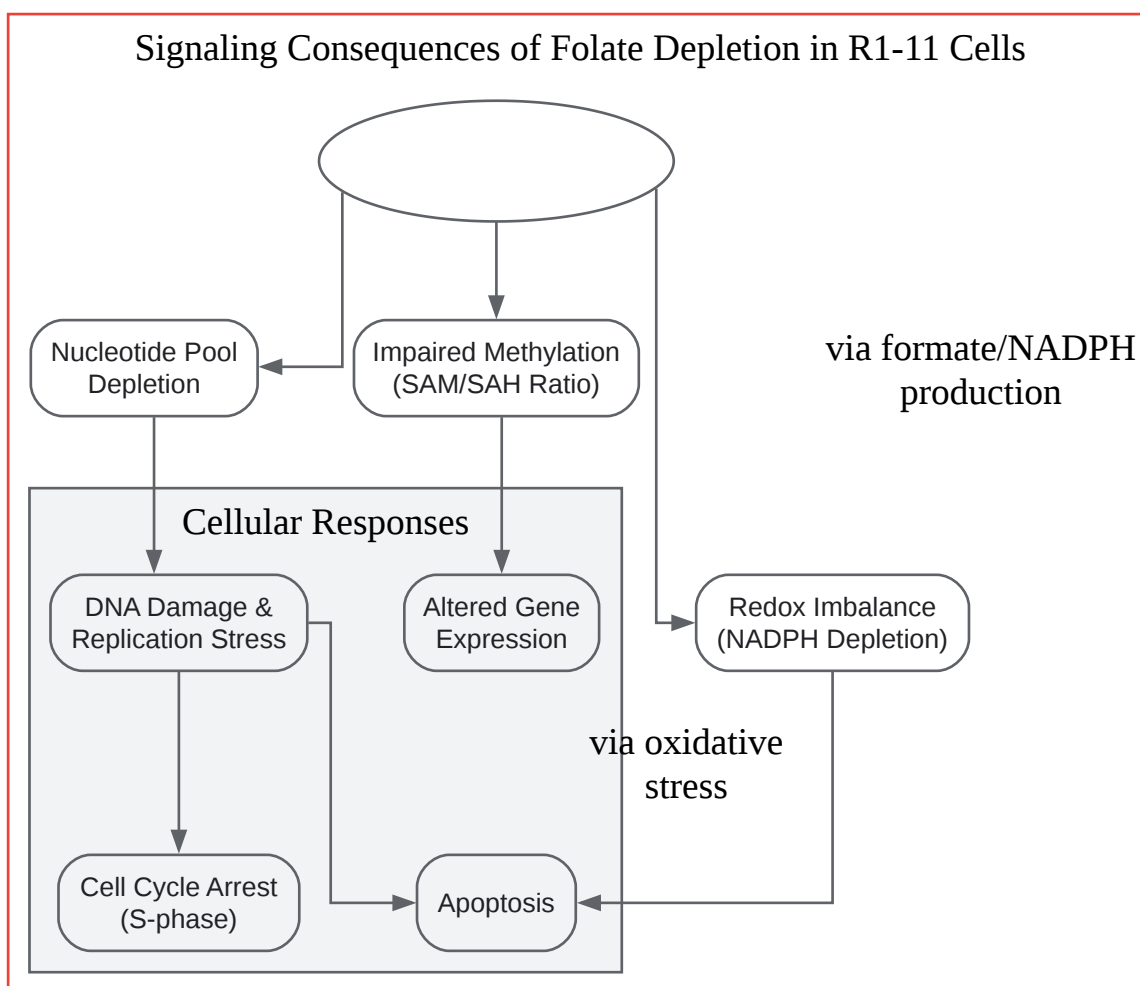 Signaling Consequences of Folate Depletion in R1-11 Cells
Nucleotide Pool
Depletion
Impaired Methylation
(SAM/SAH Ratio)
via formate/NADPH
production
Cellular Responses
DNA Damage &
Replication Stress
Altered Gene
Expression
Redox Imbalance
(NADPH Depletion)
via oxidative
stress
Cell Cycle Arrest
(S-phase)
Apoptosis